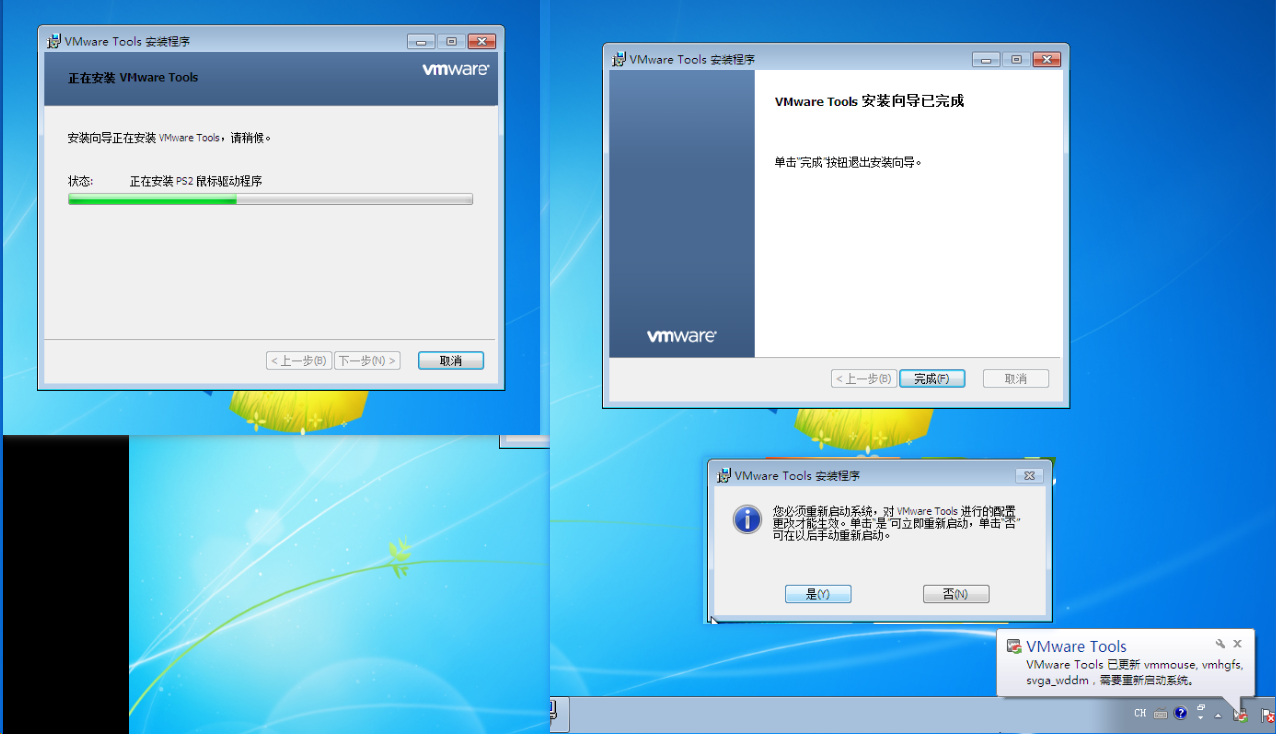 VMware Tools 安装程序
正在安装 VMware Tools
vmware
安装向导正在安装 VMware Tools，请稍候。
状态: 正在安装 PS2 鼠标驱动程序
< 上一步(B) 下一步(N) > 取消
VMware Tools 安装程序
VMware Tools 安装向导已完成
单击“完成”按钮退出安装向导。
vmware
< 上一步(B) 完成(F) 取消
VMware Tools 安装程序
您必须重新启动系统，对 VMware Tools 进行的配置
更改才能生效。单击“是”可立即重新启动，单击“否”
可在以后手动重新启动。
是(Y) 否(N)
VMware Tools
VMware Tools 已更新 vmmouse, vmhgfs,
svga_wddm，需要重新启动系统。
CH